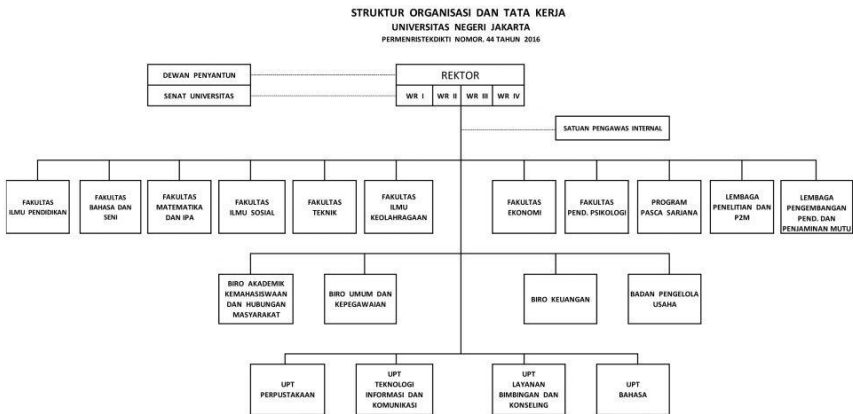 STRUKTUR ORGANISASI DAN TATA KERJA
UNIVERSITAS NEGERI JAKARTA
PERMENRISTEKDIKTI NOMOR. 44 TAHUN 2016
DEWAN PENYANTUN
SENAT UNIVERSITAS
REKTOR
WR I
WR II
WR III
WR IV
SATUAN PENGAWAS INTERNAL
FAKULTAS
ILMU PENDIDIKAN
FAKULTAS
BAHASA DAN
SENI
FAKULTAS
MATEMATIKA
DAN IPA
FAKULTAS
ILMU SOSIAL
FAKULTAS
TEKNIK
FAKULTAS
ILMU
KEOLAHRAGAAN
FAKULTAS
EKONOMI
FAKULTAS
PEND. PSIKOLOGI
PROGRAM
PASCA SARJANA
LEMBAGA
PENELITIAN DAN
P2M
LEMBAGA
PENGEMBANGAN
PEND. DAN
PENJAMINAN MUTU
BIRO AKADEMIK
KEMAHASISWAAN
DAN HUBUNGAN
MASYARAKAT
BIRO UMUM DAN
KEPEGAWAIAN
BIRO KEUANGAN
BADAN PENGELOLA
USAHA
UPT
PERPUSTAKAAN
UPT
TEKNOLOGI
INFORMASI DAN
KOMUNIKASI
UPT
LAYANAN
BIMBINGAN DAN
KONSELING
UPT
BAHASA